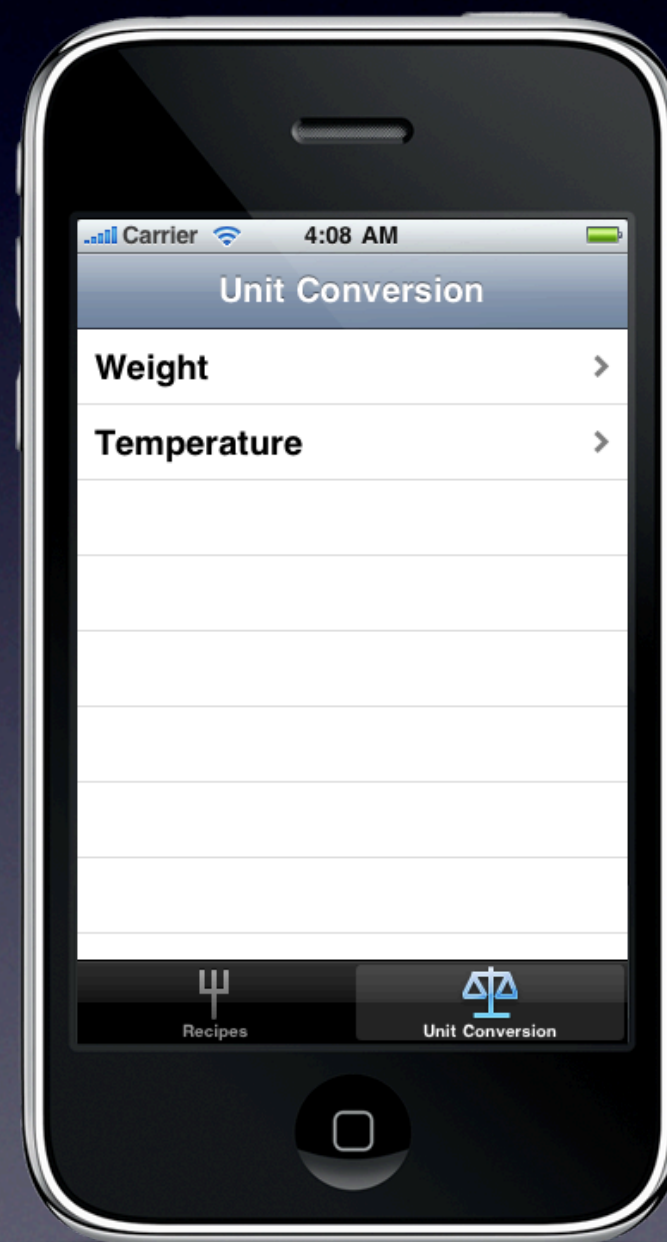 Carrier 4:08 AM
Unit Conversion
Weight
Temperature
Recipes Unit Conversion